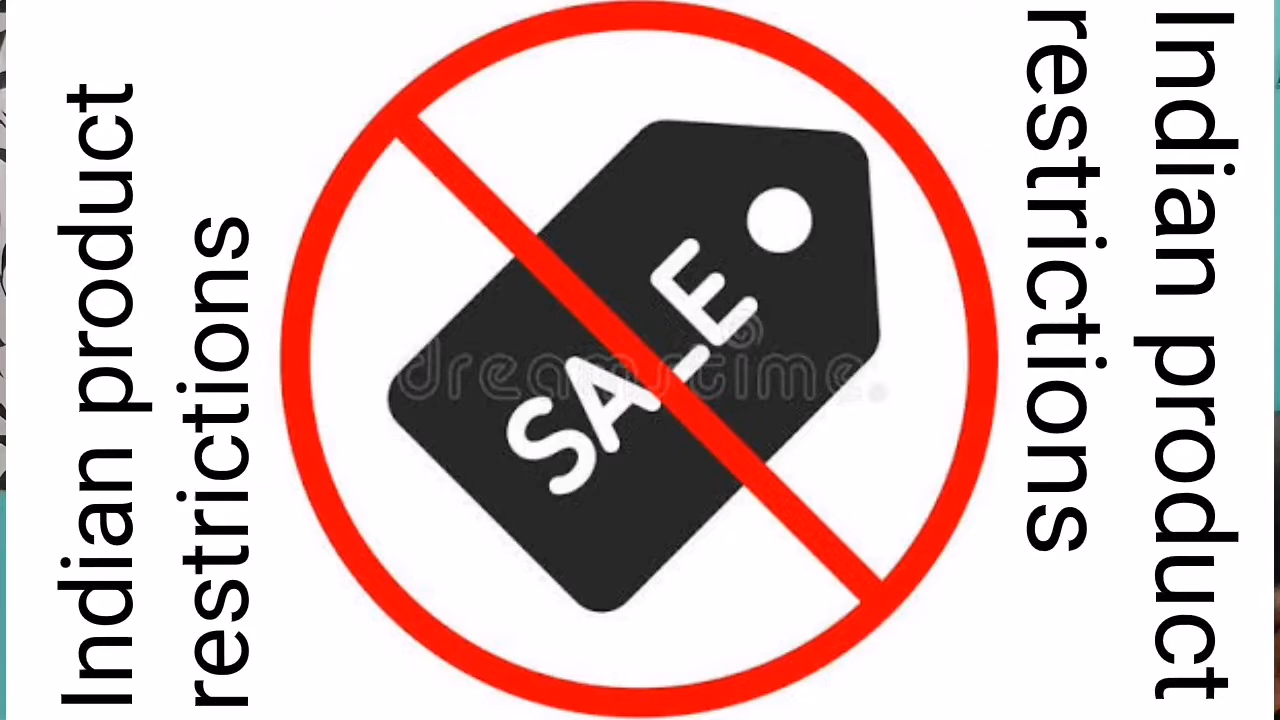 Indian product
restrictions
SALE
dreamstime.
Indian product
restrictions